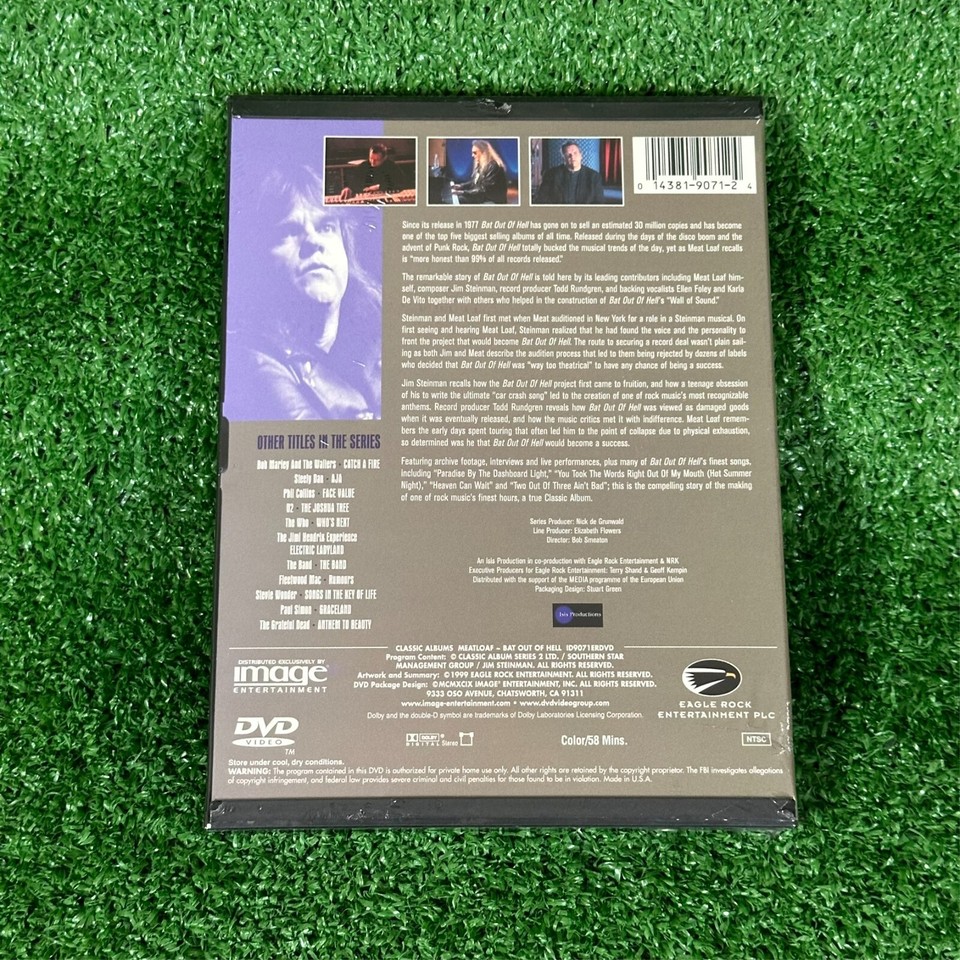 0 14381-9071-2 4
Since its release in 1977 Bat Out Of Hell has gone on to sell an estimated 30 million copies and has become
one of the top five biggest selling albums of all time. Released during the days of the disco boom and the
advent of Punk Rock, Bat Out Of Hell totally bucked the musical trends of the day, yet as Meat Loaf recalls
is "more honest than 99% of all records released."
The remarkable story of Bat Out Of Hell is told here by its leading contributors including Meat Loaf him-
self, composer Jim Steinman, record producer Todd Rundgren, and backing vocalists Ellen Foley and Karla
De Vito together with others who helped in the construction of Bat Out Of Hell's "Wall of Sound."
Steinman and Meat Loaf first met when Meat auditioned in New York for a role in a Steinman musical. On
first seeing and hearing Meat Loaf, Steinman realized that he had found the voice and the personality to
front the project that would become Bat Out Of Hell. The route to securing a record deal wasn't plain sail-
ing as both Jim and Meat describe the audition process that led to them being rejected by dozens of labels
who decided that Bat Out Of Hell was "way too theatrical" to have any chance of being a success.
Jim Steinman recalls how the Bat Out Of Hell project first came to fruition, and how a teenage obsession
of his to write the ultimate "car crash song" led to the creation of one of rock music's most recognizable
anthems. Record producer Todd Rundgren reveals how Bat Out Of Hell was viewed as damaged goods
when it was eventually released, and how the music critics met it with indifference. Meat Loaf remem-
bers the early days spent touring that often led him to the point of collapse due to physical exhaustion,
so determined was he that Bat Out Of Hell would become a success.
Featuring archive footage, interviews and live performances, plus many of Bat Out Of Hell's finest songs,
including "Paradise By The Dashboard Light," "You Took The Words Right Out Of My Mouth (Hot Summer
Night)," "Heaven Can Wait" and "Two Out Of Three Ain't Bad"; this is the compelling story of the making
of one of rock music's finest hours, a true Classic Album.
OTHER TITLES IN THE SERIES
Bob Marley And The Wailers · CATCH A FIRE
Steely Dan · AJA
Phil Collins · FACE VALUE
U2 · THE JOSHUA TREE
The Who · WHO'S NEXT
The Jimi Hendrix Experience
ELECTRIC LADYLAND
The Band · THE BAND
Fleetwood Mac · Rumours
Stevie Wonder · SONGS IN THE KEY OF LIFE
Paul Simon · GRACELAND
The Grateful Dead · ANTHEM TO BEAUTY
Series Producer: Nick de Grunwald
Line Producer: Elizabeth Flowers
Director: Bob Smeaton
An Isis Production in co-production with Eagle Rock Entertainment & NRK
Executive Producers for Eagle Rock Entertainment: Terry Shand & Geoff Kempin
Distributed with the support of the MEDIA programme of the European Union
Packaging Design: Stuart Green
Isis Productions
CLASSIC ALBUMS MEATLOAF ~ BAT OUT OF HELL ID9071ERDVD
Program Content: © CLASSIC ALBUM SERIES 2 LTD. / SOUTHERN STAR
MANAGEMENT GROUP / JIM STEINMAN. ALL RIGHTS RESERVED.
Artwork and Summary: ©1999 EAGLE ROCK ENTERTAINMENT. ALL RIGHTS RESERVED.
DVD Package Design: ©MCMXCIX IMAGE ENTERTAINMENT, INC. ALL RIGHTS RESERVED.
9333 OSO AVENUE, CHATSWORTH, CA 91311
www.image-entertainment.com • www.dvdvideogroup.com
Dolby and the double-D symbol are trademarks of Dolby Laboratories Licensing Corporation.
DISTRIBUTED EXCLUSIVELY BY
image
ENTERTAINMENT
EAGLE ROCK
ENTERTAINMENT PLC
DVD
VIDEO
TM
DOLBY
DIGITAL Stereo
Color/58 Mins.
NTSC
Store under cool, dry conditions.
WARNING: The program contained in this DVD is authorized for private home use only. All other rights are retained by the copyright proprietor. The FBI investigates allegations
of copyright infringement, and federal law provides severe criminal and civil penalties for those found to be in violation. Made in U.S.A.